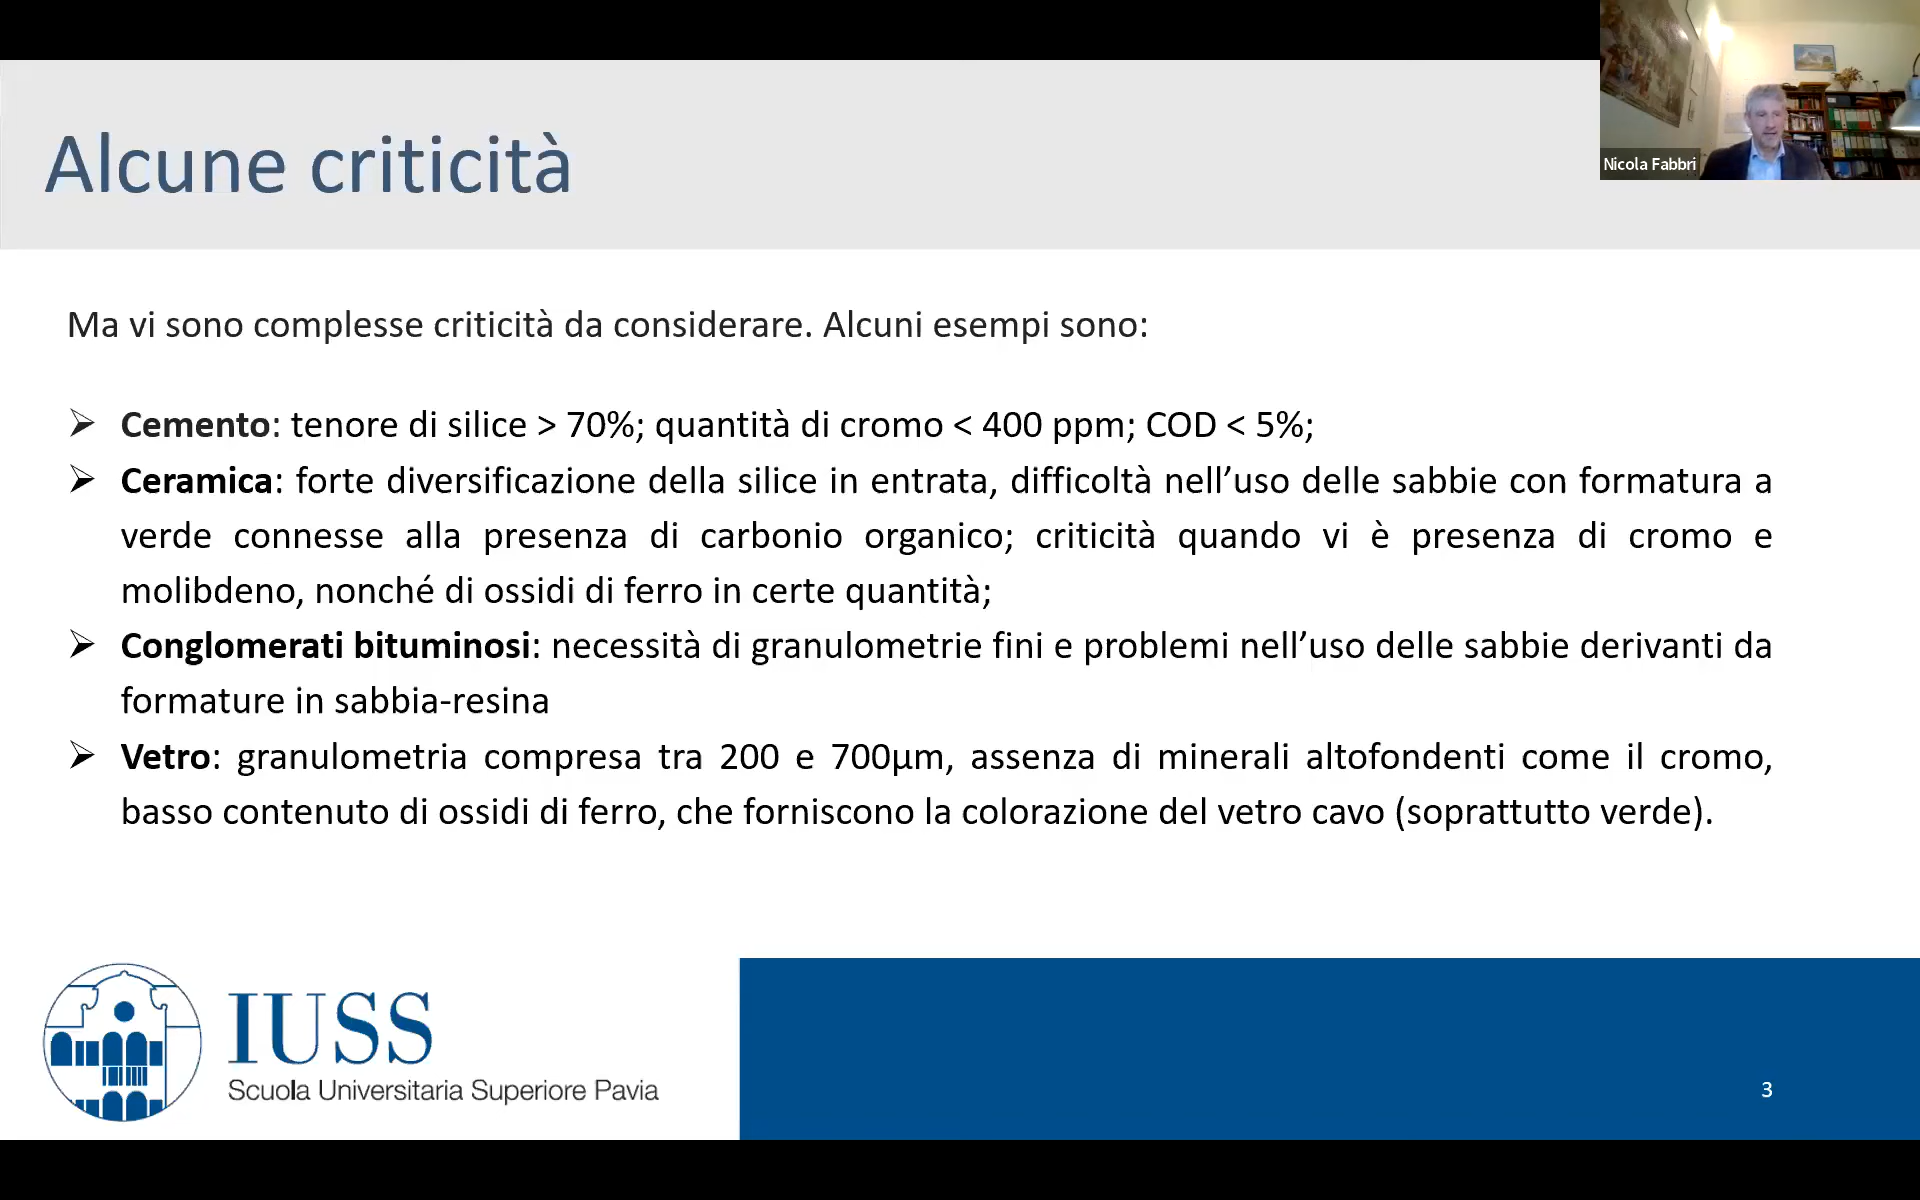 Nicola Fabbri
Alcune criticità
Ma vi sono complesse criticità da considerare. Alcuni esempi sono:
➢ Cemento: tenore di silice > 70%; quantità di cromo < 400 ppm; COD < 5%;
➢ Ceramica: forte diversificazione della silice in entrata, difficoltà nell’uso delle sabbie con formatura a
verde connesse alla presenza di carbonio organico; criticità quando vi è presenza di cromo e
molibdeno, nonché di ossidi di ferro in certe quantità;
➢ Conglomerati bituminosi: necessità di granulometrie fini e problemi nell’uso delle sabbie derivanti da
formature in sabbia-resina
➢ Vetro: granulometria compresa tra 200 e 700µm, assenza di minerali altofondenti come il cromo,
basso contenuto di ossidi di ferro, che forniscono la colorazione del vetro cavo (soprattutto verde).
IUSS
Scuola Universitaria Superiore Pavia
3